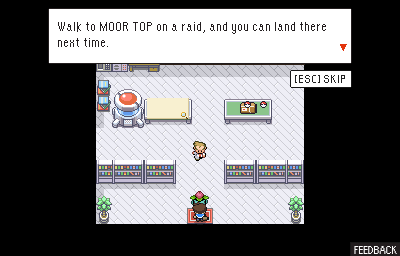 Walk to MOOR TOP on a raid, and you can land there
next time.
[ESC] SKIP
FEEDBACK